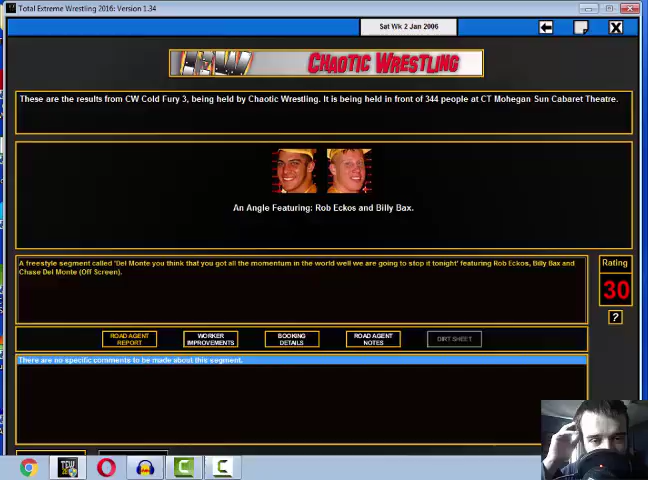 Total Extreme Wrestling 2016: Version 1.34
Sat Wk 2 Jan 2006
CHAOTIC WRESTLING
These are the results from CW Cold Fury 3, being held by Chaotic Wrestling. It is being held in front of 344 people at CT Mohegan Sun Cabaret Theatre.
An Angle Featuring: Rob Eckos and Billy Bax.
A freestyle segment called 'Del Monte you think that you got all the momentum in the world well we are going to stop it tonight' featuring Rob Eckos, Billy Bax and
Chase Del Monte (Off Screen).
Rating
30
?
ROAD AGENT
REPORT
WORKER
IMPROVEMENTS
BOOKING
DETAILS
ROAD AGENT
NOTES
DIRT SHEET
There are no specific comments to be made about this segment.